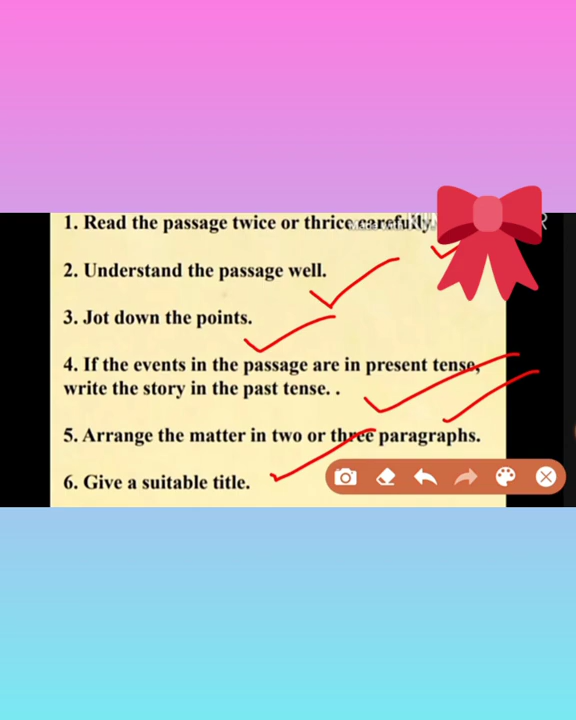 1. Read the passage twice or thrice carefully.
2. Understand the passage well.
3. Jot down the points.
4. If the events in the passage are in present tense,
write the story in the past tense. .
5. Arrange the matter in two or three paragraphs.
6. Give a suitable title.